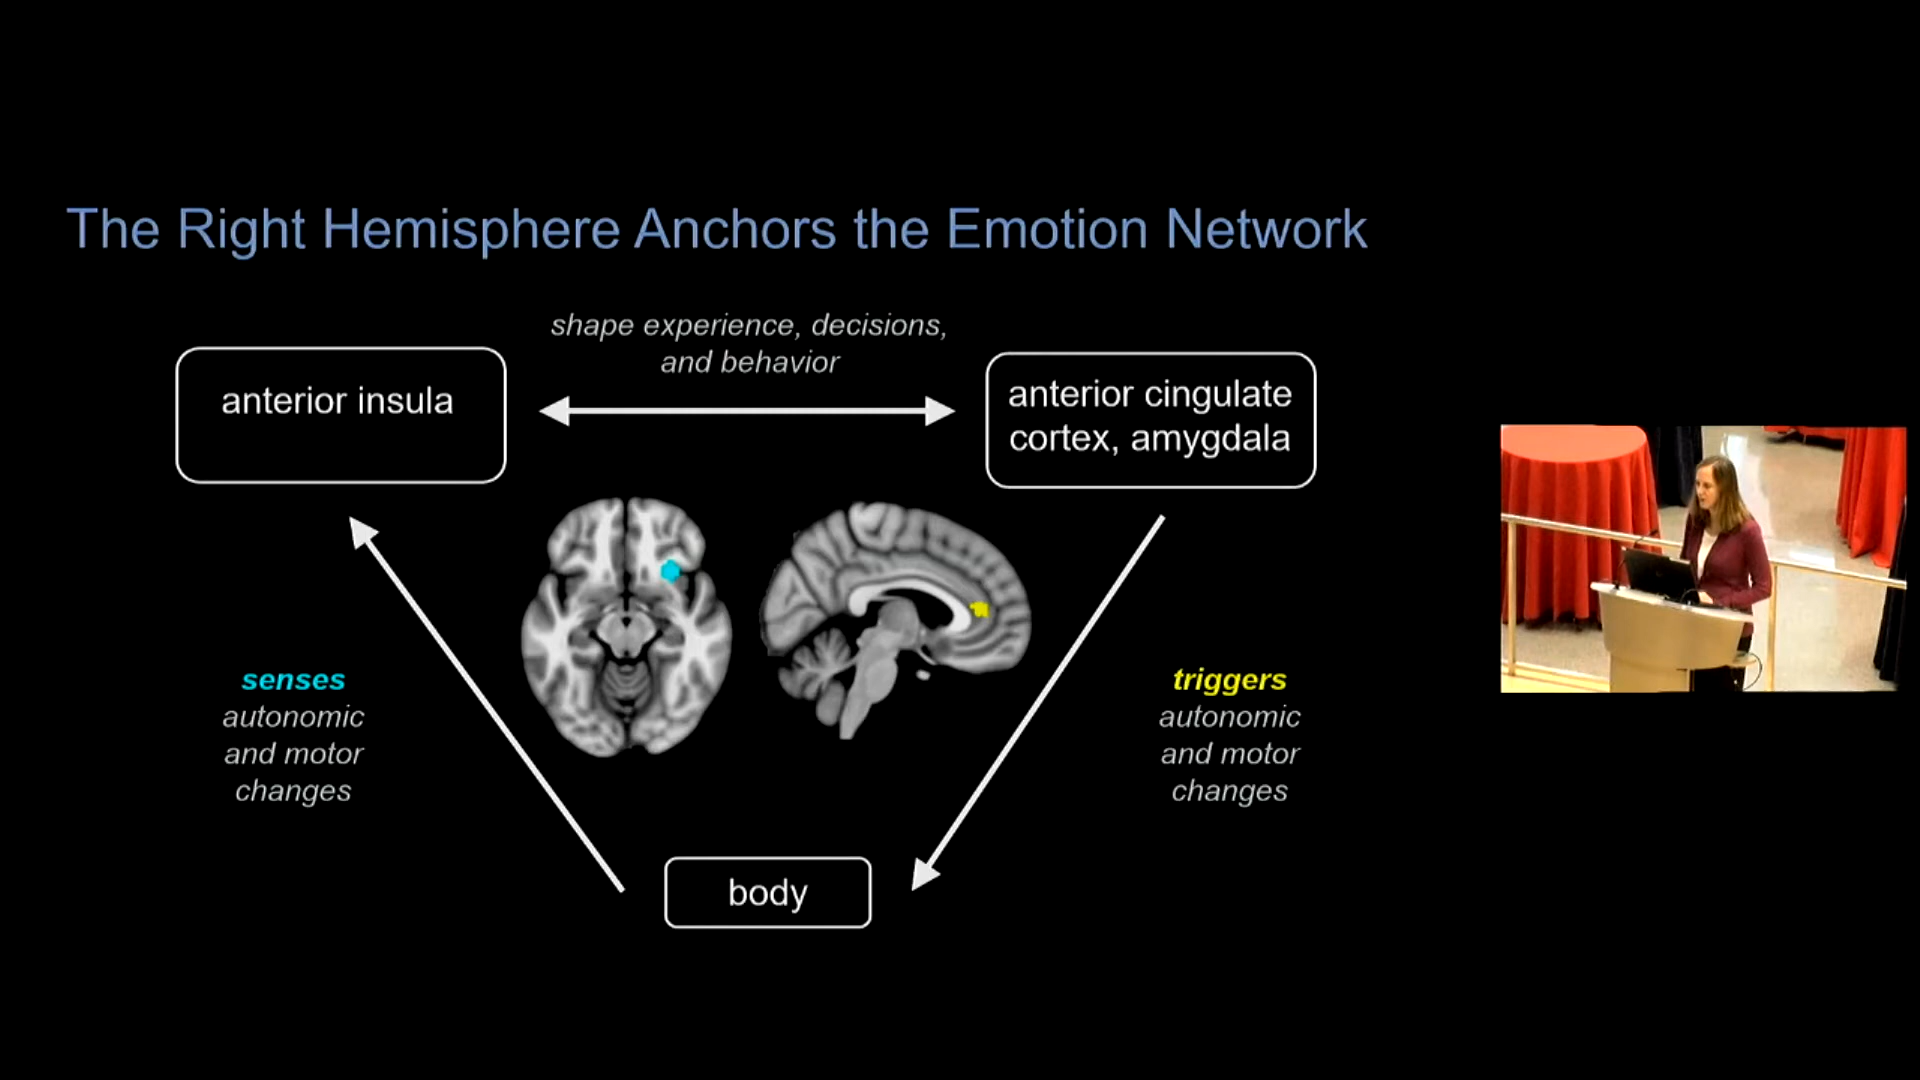 The Right Hemisphere Anchors the Emotion Network
shape experience, decisions,
and behavior
anterior insula
anterior cingulate
cortex, amygdala
senses
autonomic
and motor
changes
triggers
autonomic
and motor
changes
body